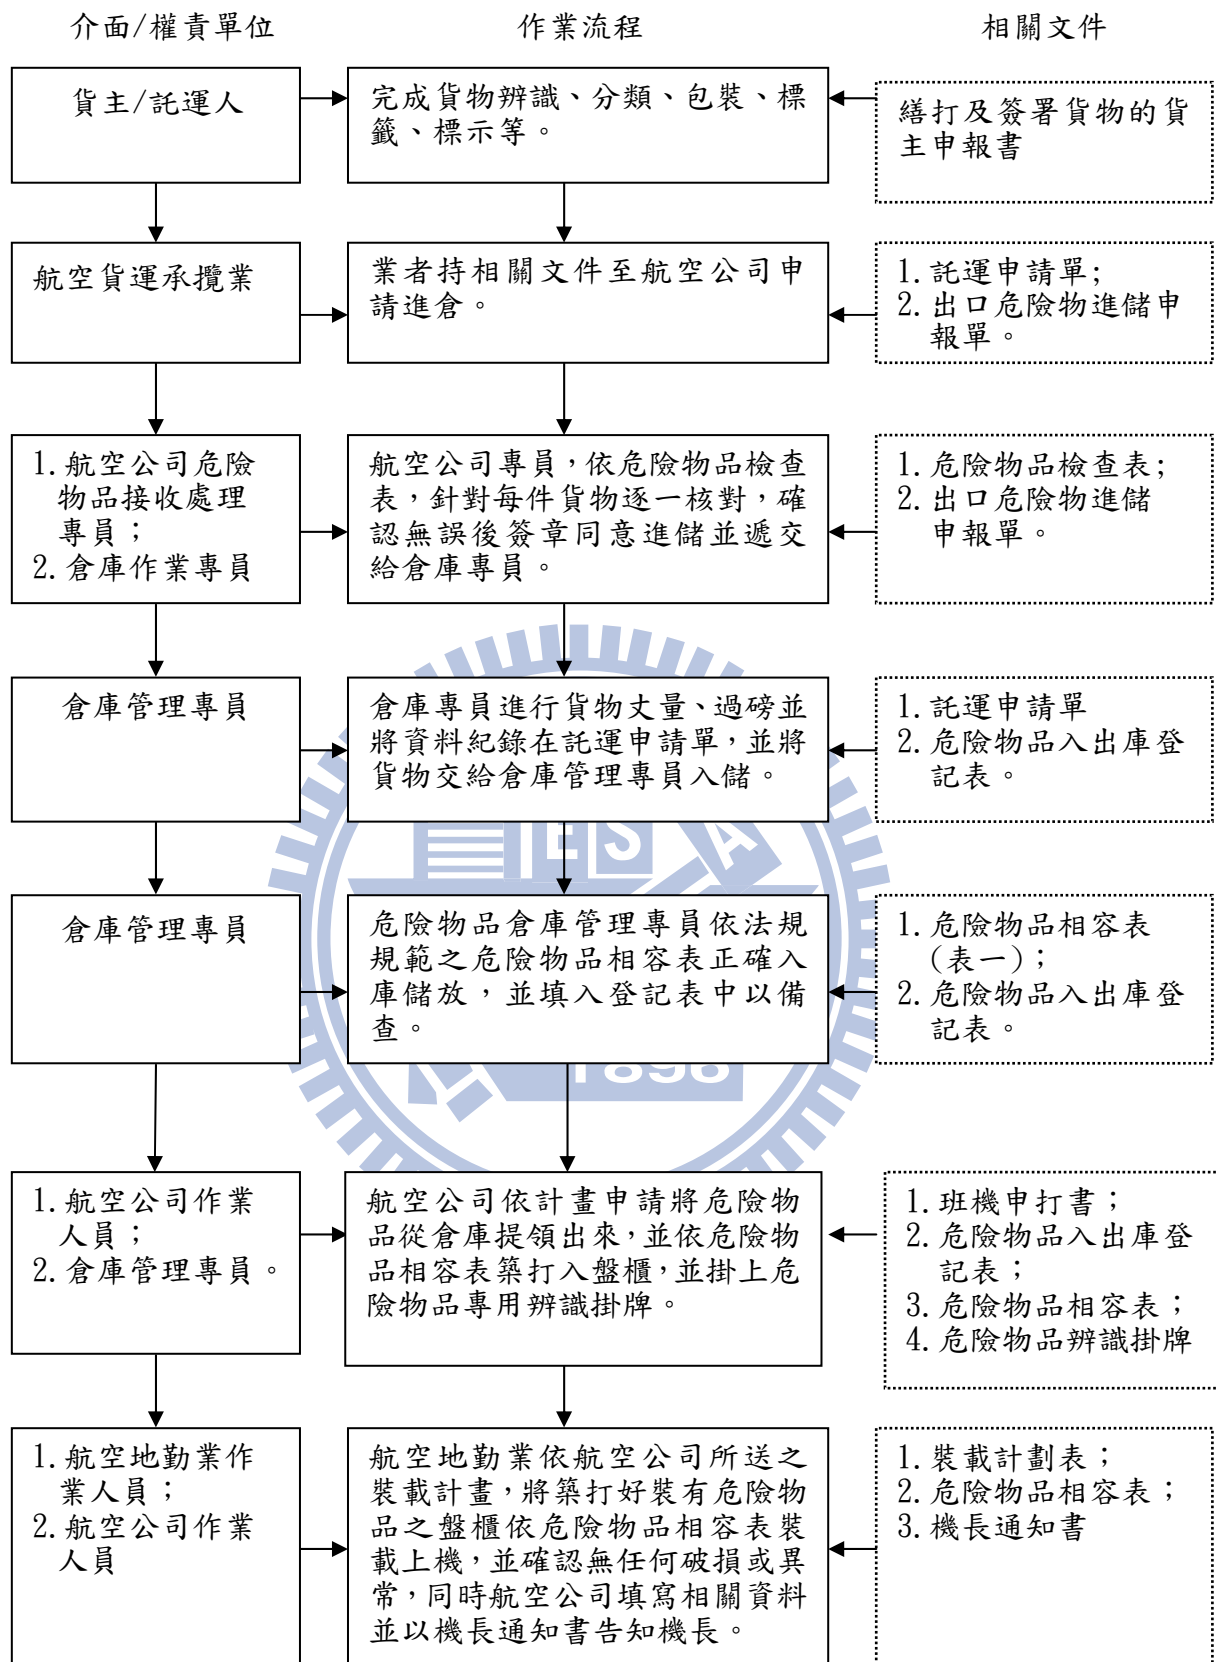 介面/權責單位
作業流程
相關文件
貨主/託運人
完成貨物辨識、分類、包裝、標
籤、標示等。
繕打及簽署貨物的貨
主申報書
航空貨運承攬業
業者持相關文件至航空公司申
請進倉。
1.託運申請單;
2.出口危險物進儲申
報單。
1.航空公司危險
物品接收處理
專員;
2.倉庫作業專員
航空公司專員,依危險物品檢查
表,針對每件貨物逐一核對,確
認無誤後簽章同意進儲並遞交
給倉庫專員。
1.危險物品檢查表;
2.出口危險物進儲
申報單。
倉庫管理專員
倉庫專員進行貨物丈量、過磅並
將資料紀錄在託運申請單,並將
貨物交給倉庫管理專員入儲。
1.託運申請單
2.危險物品入出庫登
記表。
ESA
倉庫管理專員
危險物品倉庫管理專員依法規
規範之危險物品相容表正確入
庫儲放,並填入登記表中以備
查。
1.危險物品相容表
(表一);
2.危險物品入出庫登
記表。
1896
1.航空公司作業
人員;
2.倉庫管理專員。
航空公司依計畫申請將危險物
品從倉庫提領出來,並依危險物
品相容表築打入盤櫃,並掛上危
險物品專用辨識掛牌。
1.班機申打書;
2.危險物品入出庫登
記表;
3.危險物品相容表;
4.危險物品辨識掛牌
1.航空地勤業作
業人員;
2.航空公司作業
人員
航空地勤業依航空公司所送之
裝載計畫,將築打好裝有危險物
品之盤櫃依危險物品相容表裝
載上機,並確認無任何破損或異
常,同時航空公司填寫相關資料
並以機長通知書告知機長。
1.裝載計劃表;
2.危險物品相容表;
3.機長通知書